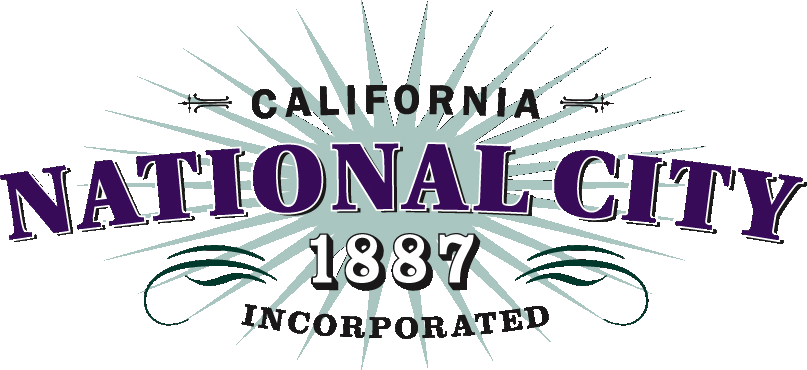 CALIFORNIA
NATIONAL CITY
1887
INCORPORATED